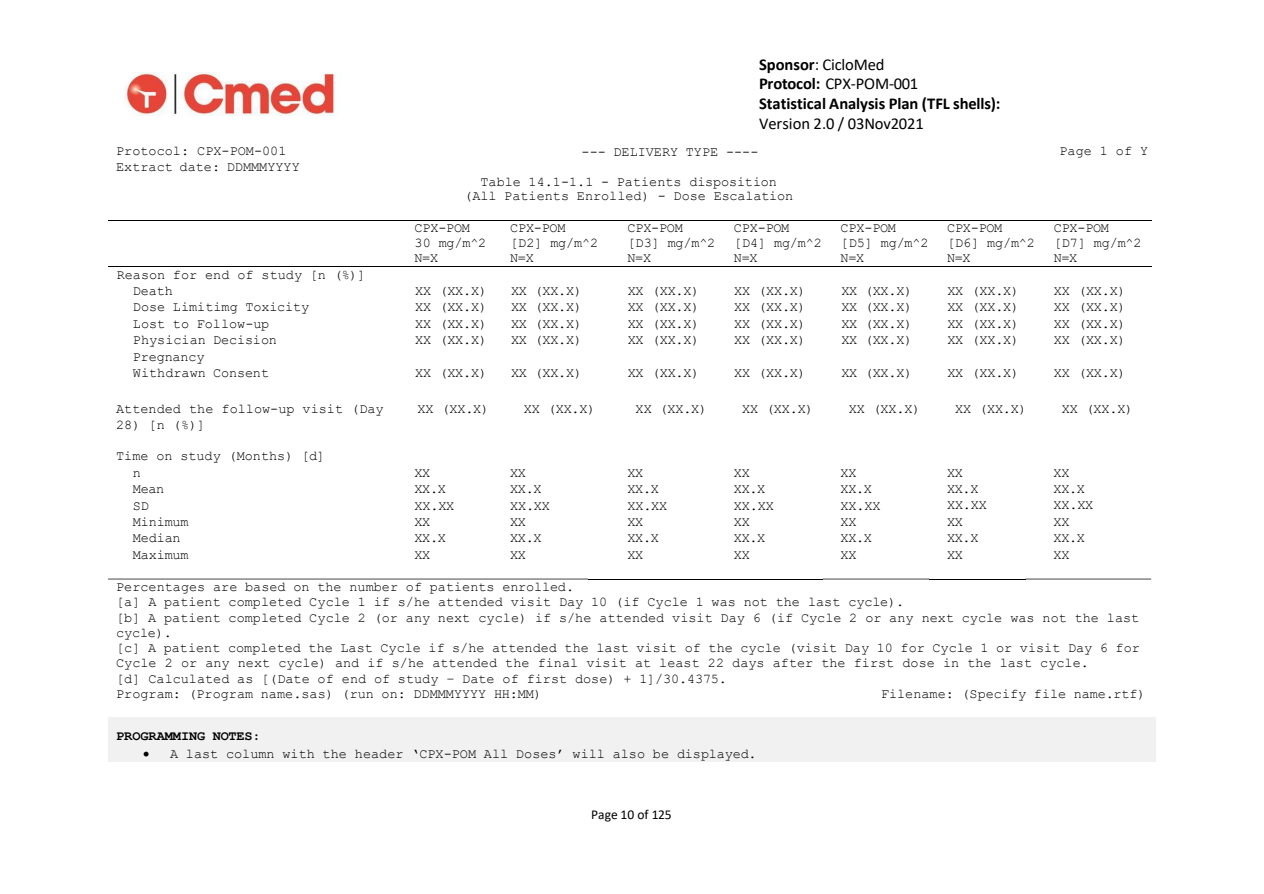 Cmed
Sponsor: CicloMed
Protocol: CPX-POM-001
Statistical Analysis Plan (TFL shells):
Version 2.0 / 03Nov2021
Protocol: CPX-POM-001 --- DELIVERY TYPE ---- Page 1 of Y
Extract date: DDMMMYYYY
Table 14.1-1.1 - Patients disposition
(All Patients Enrolled) - Dose Escalation
CPX-POM CPX-POM CPX-POM CPX-POM CPX-POM CPX-POM CPX-POM
30 mg/m^2 [D2] mg/m^2 [D3] mg/m^2 [D4] mg/m^2 [D5] mg/m^2 [D6] mg/m^2 [D7] mg/m^2
N=X N=X N=X N=X N=X N=X N=X
Reason for end of study [n (%)]
Death XX (XX.X) XX (XX.X) XX (XX.X) XX (XX.X) XX (XX.X) XX (XX.X) XX (XX.X)
Dose Limitimg Toxicity XX (XX.X) XX (XX.X) XX (XX.X) XX (XX.X) XX (XX.X) XX (XX.X) XX (XX.X)
Lost to Follow-up XX (XX.X) XX (XX.X) XX (XX.X) XX (XX.X) XX (XX.X) XX (XX.X) XX (XX.X)
Physician Decision XX (XX.X) XX (XX.X) XX (XX.X) XX (XX.X) XX (XX.X) XX (XX.X) XX (XX.X)
Pregnancy
Withdrawn Consent XX (XX.X) XX (XX.X) XX (XX.X) XX (XX.X) XX (XX.X) XX (XX.X) XX (XX.X)
Attended the follow-up visit (Day XX (XX.X) XX (XX.X) XX (XX.X) XX (XX.X) XX (XX.X) XX (XX.X) XX (XX.X)
28) [n (%)]
Time on study (Months) [d]
n XX XX XX XX XX XX XX
Mean XX.X XX.X XX.X XX.X XX.X XX.X XX.X
SD XX.XX XX.XX XX.XX XX.XX XX.XX XX.XX XX.XX
Minimum XX XX XX XX XX XX XX
Median XX.X XX.X XX.X XX.X XX.X XX.X XX.X
Maximum XX XX XX XX XX XX XX
Percentages are based on the number of patients enrolled.
[a] A patient completed Cycle 1 if s/he attended visit Day 10 (if Cycle 1 was not the last cycle).
[b] A patient completed Cycle 2 (or any next cycle) if s/he attended visit Day 6 (if Cycle 2 or any next cycle was not the last
cycle).
[c] A patient completed the Last Cycle if s/he attended the last visit of the cycle (visit Day 10 for Cycle 1 or visit Day 6 for
Cycle 2 or any next cycle) and if s/he attended the final visit at least 22 days after the first dose in the last cycle.
[d] Calculated as [(Date of end of study – Date of first dose) + 1]/30.4375.
Program: (Program name.sas) (run on: DDMMMYYYY HH:MM) Filename: (Specify file name.rtf)
PROGRAMMING NOTES:
• A last column with the header ‘CPX-POM All Doses’ will also be displayed.
Page 10 of 125